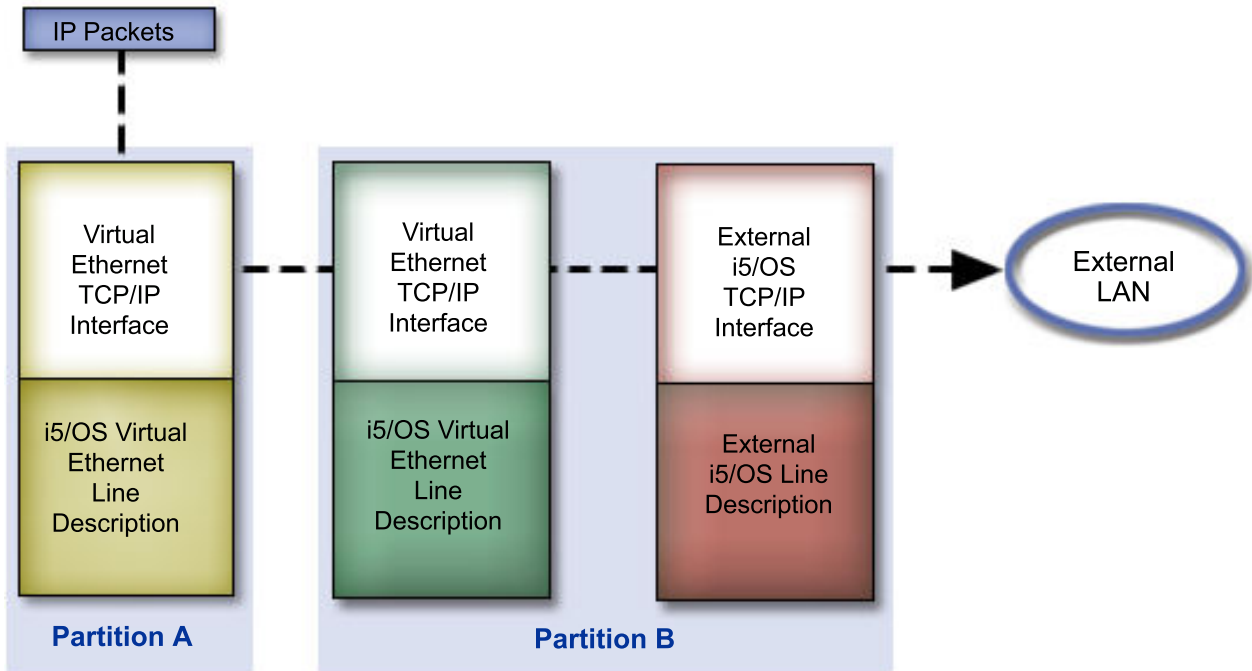 IP Packets
Virtual
Ethernet
TCP/IP
Interface
i5/OS Virtual
Ethernet
Line
Description
Partition A
Virtual
Ethernet
TCP/IP
Interface
i5/OS Virtual
Ethernet
Line
Description
External
i5/OS
TCP/IP
Interface
External
i5/OS Line
Description
Partition B
External
LAN